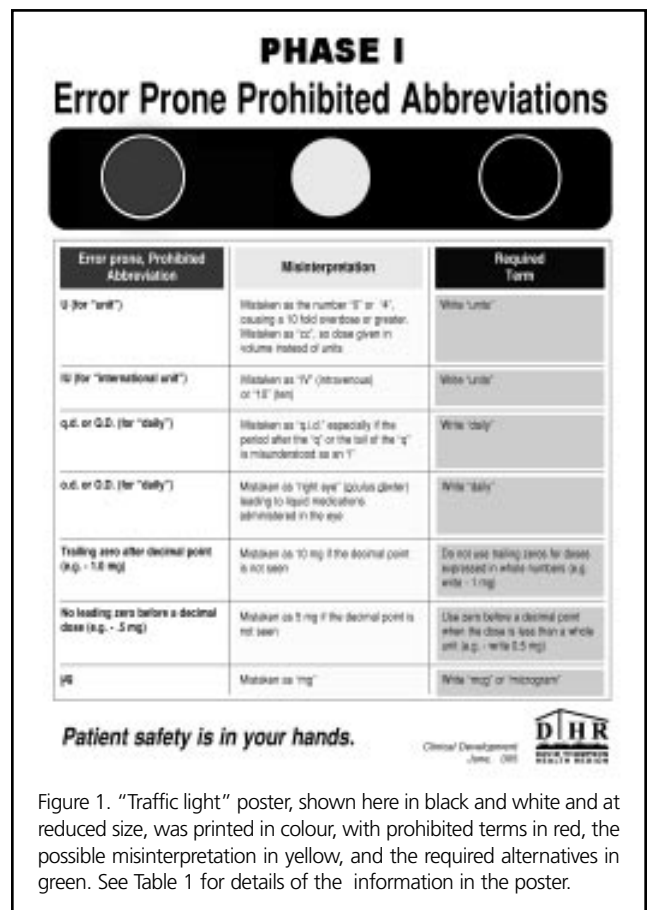 PHASE I
Error Prone Prohibited Abbreviations
Error prone, Prohibited
Abbreviation
Misinterpretation
Required
Term
U (for "unit")
Mistaken as the number "0" or "4",
causing a 10 fold overdose or greater.
Mistaken as "cc", so dose given in
volume instead of units
Write "units"
IU (for "international unit")
Mistaken as "IV" (intravenous)
or "10" (ten)
Write "units"
q.d. or Q.D. (for "daily")
Mistaken as "q.i.d." especially if the
period after the "q" or the tail of the "q"
is misunderstood as an "i"
Write "daily"
o.d. or O.D. (for "daily")
Mistaken as "right eye" (oculus dexter)
leading to liquid medications
administered in the eye
Write "daily"
Trailing zero after decimal point
(e.g. - 1.0 mg)
Mistaken as 10 mg if the decimal point
is not seen
Do not use trailing zeros for doses
expressed in whole numbers (e.g.
write - 1 mg)
No leading zero before a decimal
dose (e.g. - .5 mg)
Mistaken as 5 mg if the decimal point is
not seen
Use zero before a decimal point
when the dose is less than a whole
unit (e.g. - write 0.5 mg)
µg
Mistaken as "mg"
Write "mcg" or "microgram"
Patient safety is in your hands.
Clinical Development
June,
DHR
DAVID THOMPSON
HEALTH REGION
Figure 1. “Traffic light” poster, shown here in black and white and at
reduced size, was printed in colour, with prohibited terms in red, the
possible misinterpretation in yellow, and the required alternatives in
green. See Table 1 for details of the information in the poster.